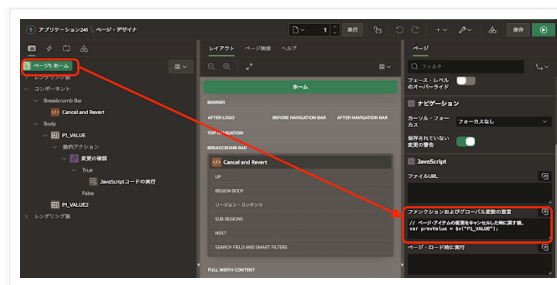 アプリケーション241 \ ページ・デザイナ
1
実行
保存
ページ1: ホーム
レンダリング前
コンポーネント
Breadcrumb Bar
Cancel and Revert
Body
P1_VALUE
動的アクション
変更の確認
True
JavaScriptコードの実行
False
P1_VALUE2
レンダリング後
レイアウト
ページ検索
ヘルプ
ホーム
BANNER
AFTER LOGO
BEFORE NAVIGATION BAR
AFTER NAVIGATION BAR
TOP NAVIGATION
BREADCRUMB BAR
Cancel and Revert
UP
REGION BODY
リージョン・コンテンツ
SUB REGIONS
NEXT
SEARCH FIELD AND SMART FILTERS
FULL WIDTH CONTENT
ページ
フィルタ
フェース・レベル
のオーバーライド
ナビゲーション
カーソル・フォー
カス
フォーカスなし
保存されていない
変更の警告
JavaScript
ファイルURL
ファンクションおよびグローバル変数の宣言
// ページ・アイテムの変更をキャンセルした時に戻す値。
var prevValue = $v("P1_VALUE");
ページ・ロード時に実行